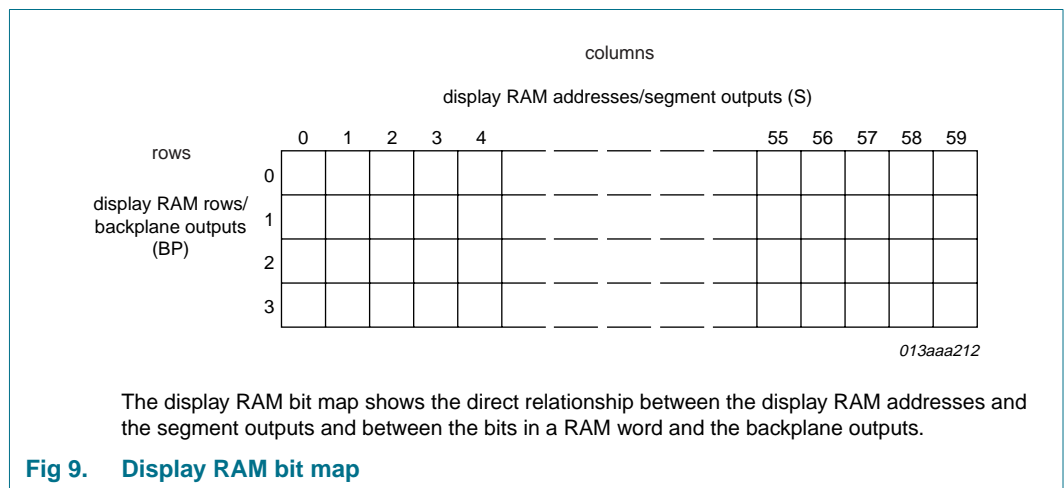 columns
display RAM addresses/segment outputs (S)
0 1 2 3 4 55 56 57 58 59
rows
0
display RAM rows/
backplane outputs
(BP)
1
2
3
013aaa212
The display RAM bit map shows the direct relationship between the display RAM addresses and
the segment outputs and between the bits in a RAM word and the backplane outputs.
Fig 9. Display RAM bit map